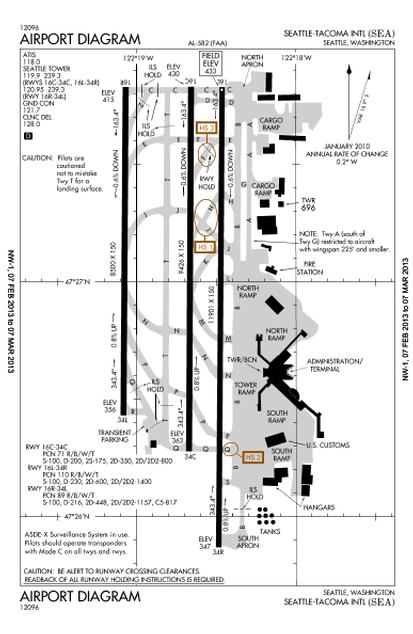 12096
AIRPORT DIAGRAM
AL-582 (FAA)
SEATTLE-TACOMA INTL (SEA)
SEATTLE, WASHINGTON
ATIS
118.0
SEATTLE TOWER
119.9 239.3
(RWYS 16C-34C, 16L-34R)
120.95 239.3
(RWY 16R-34L)
GND CON
121.7
CLNC DEL
128.0
D
CAUTION: Pilots are
cautioned
not to mistake
Twy T for a
landing surface.
122°19'W
122°18'W
ILS
HOLD
ELEV
430
FIELD
ELEV
433
NORTH
APRON
ELEV
415
16R
16C
16L
ILS
HOLD
163.4°
163.4°
163.4°
HS 3
RWY
HOLD
HS 1
0.6% DOWN
0.6% DOWN
0.6% DOWN
CARGO
RAMP
CARGO
RAMP
TWR
696
VAR 16.9° E
JANUARY 2010
ANNUAL RATE OF CHANGE
0.2° W
NOTE: Twy A (south of
Twy G) restricted to aircraft
with wingspan 225' and smaller.
FIRE
STATION
8500 X 150
9426 X 150
11901 X 150
47°27'N
NORTH
RAMP
NORTH
RAMP
TWR/BCN
ADMINISTRATION/
TERMINAL
TOWER
RAMP
0.8% UP
0.8% UP
343.4°
ELEV
356
34L
ILS
HOLD
TRANSIENT
PARKING
343.4°
ELEV
363
34C
SOUTH
RAMP
U.S. CUSTOMS
SOUTH
RAMP
HS 2
ILS
HOLD
HANGARS
TANKS
RWY 16C-34C
PCN 71 R/B/W/T
S-100, D-200, 2S-175, 2D-350, 2D/2D2-800
RWY 16L-34R
PCN 110 R/B/W/T
S-100, D-230, 2D-600, 2D/2D2-1400
RWY 16R-34L
PCN 89 R/B/W/T
S-100, D-216, 2D-448, 2D/2D2-1157, C5-817
47°26'N
343.4°
0.8% UP
ELEV
347
34R
SOUTH
APRON
ASDE-X Surveillance System in use.
Pilots should operate transponders
with Mode C on all twys and rwys.
CAUTION: BE ALERT TO RUNWAY CROSSING CLEARANCES.
READBACK OF ALL RUNWAY HOLDING INSTRUCTIONS IS REQUIRED.
AIRPORT DIAGRAM
12096
SEATTLE, WASHINGTON
SEATTLE-TACOMA INTL (SEA)
NW-1, 07 FEB 2013 to 07 MAR 2013
NW-1, 07 FEB 2013 to 07 MAR 2013